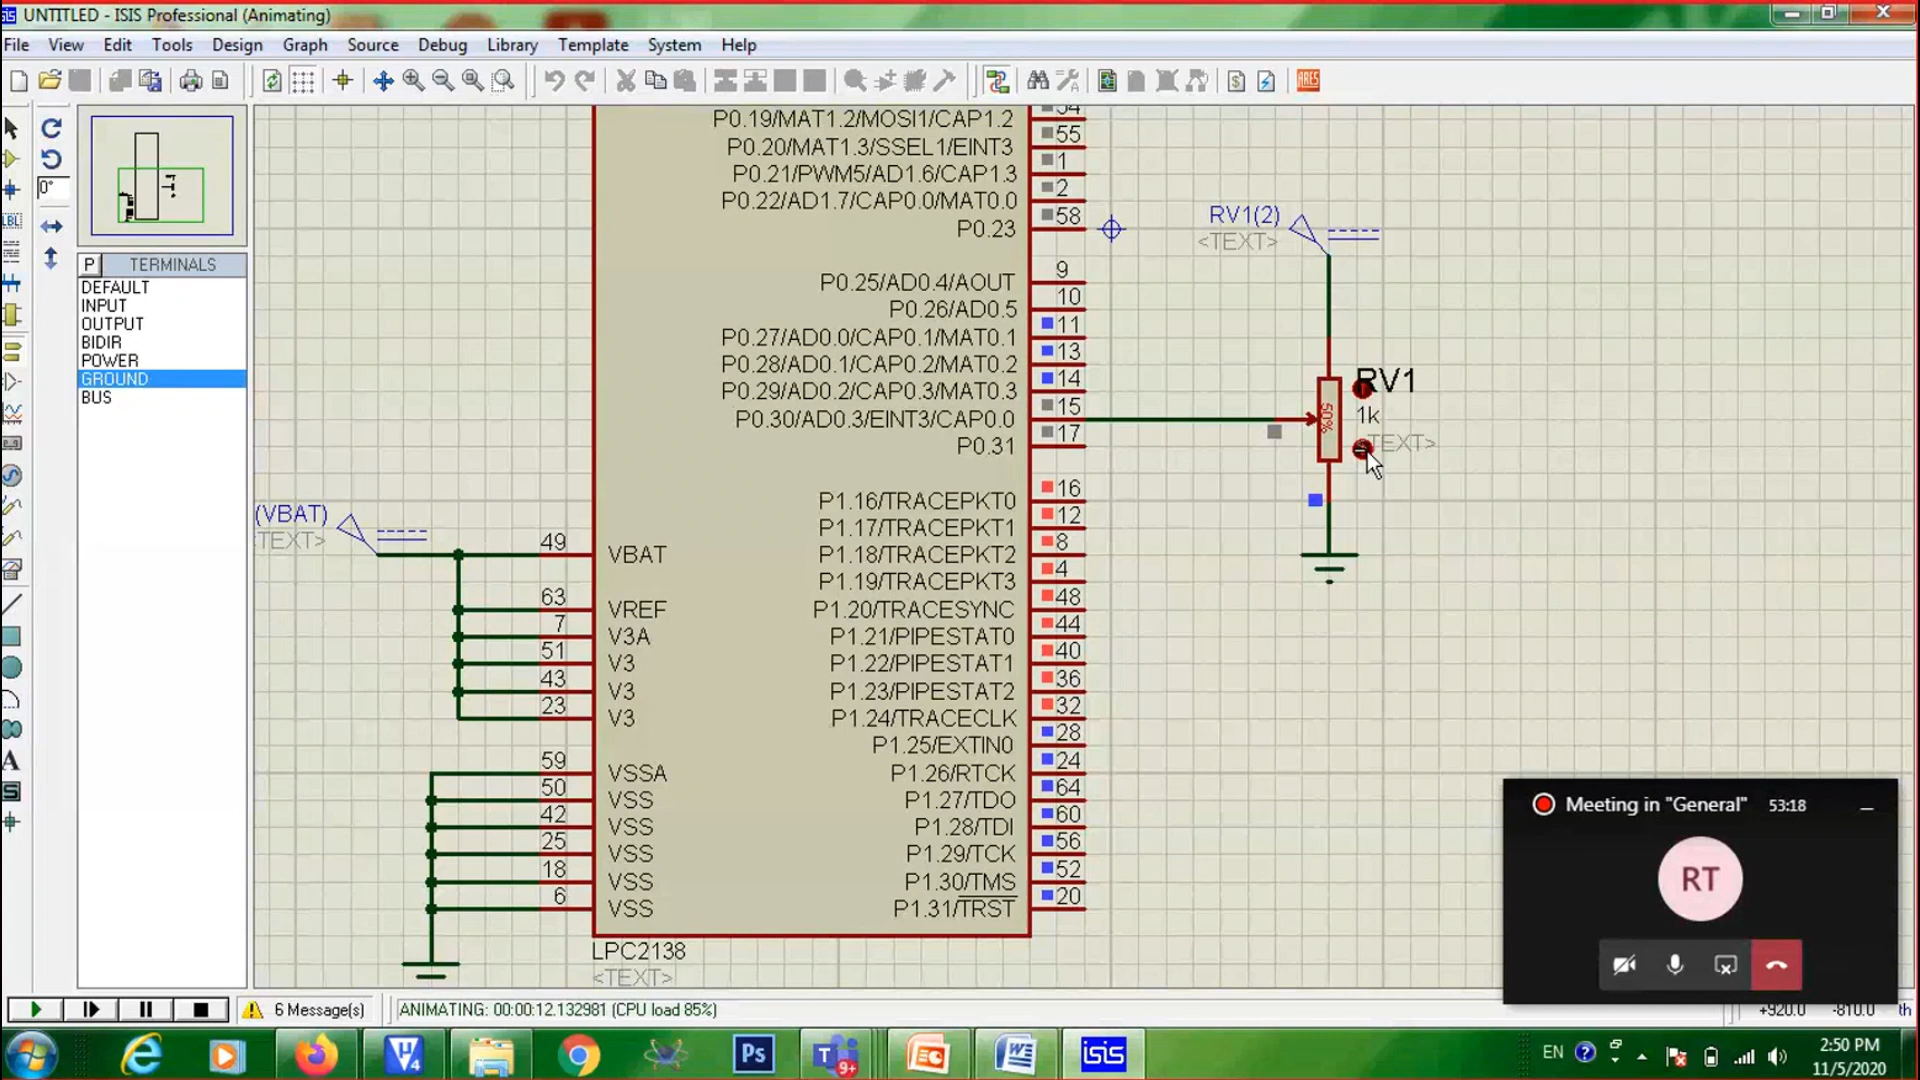 UNTITLED - ISIS Professional (Animating)
File View Edit Tools Design Graph Source Debug Library Template System Help
ARES
0°
LBL
P TERMINALS
DEFAULT
INPUT
OUTPUT
BIDIR
POWER
GROUND
BUS
A
S
P0.19/MAT1.2/MOSI1/CAP1.2 54
P0.20/MAT1.3/SSEL1/EINT3 55
P0.21/PWM5/AD1.6/CAP1.3 1
P0.22/AD1.7/CAP0.0/MAT0.0 2
P0.23 58
P0.25/AD0.4/AOUT 9
P0.26/AD0.5 10
P0.27/AD0.0/CAP0.1/MAT0.1 11
P0.28/AD0.1/CAP0.2/MAT0.2 13
P0.29/AD0.2/CAP0.3/MAT0.3 14
P0.30/AD0.3/EINT3/CAP0.0 15
P0.31 17
P1.16/TRACEPKT0 16
P1.17/TRACEPKT1 12
P1.18/TRACEPKT2 8
P1.19/TRACEPKT3 4
P1.20/TRACESYNC 48
P1.21/PIPESTAT0 44
P1.22/PIPESTAT1 40
P1.23/PIPESTAT2 36
P1.24/TRACECLK 32
P1.25/EXTIN0 28
P1.26/RTCK 24
P1.27/TDO 64
P1.28/TDI 60
P1.29/TCK 56
P1.30/TMS 52
P1.31/TRST 20
(VBAT)
TEXT>
49 VBAT
63 VREF
7 V3A
51 V3
43 V3
23 V3
59 VSSA
50 VSS
42 VSS
25 VSS
18 VSS
6 VSS
LPC2138
<TEXT>
RV1(2)
<TEXT>
RV1
1k
TEXT>
50%
Meeting in "General" 53:18
RT
6 Message(s)
ANIMATING: 00:00:12.132981 (CPU load 85%)
+920.0 -810.0 th
V4
Ps
T
9+
W
isis
EN
2:50 PM
11/5/2020